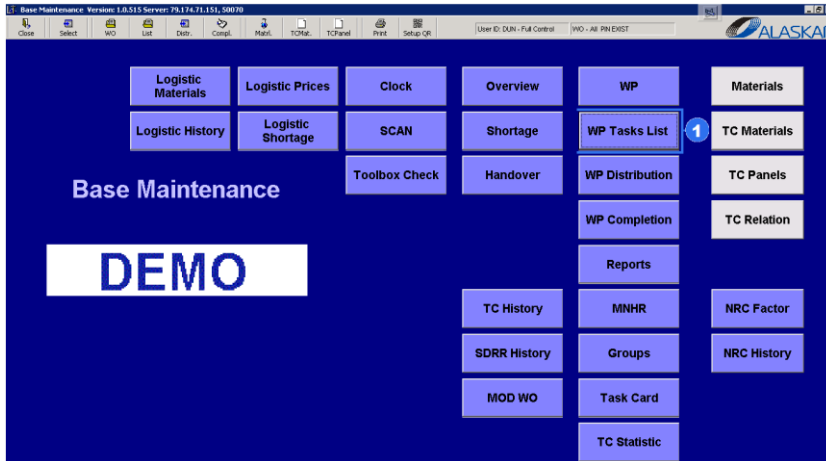 Base Maintenance Version: 1.0.515 Server: 79.174.71.151, 50070
Close Select WO List Distr. Compl. Matrl. TCMat. TCPanel Print Setup QR User ID: DUN - Full Control WO - All PIN EXIST
ALASKAR
Logistic Materials Logistic Prices Clock Overview WP Materials
Logistic History Logistic Shortage SCAN Shortage WP Tasks List 1 TC Materials
Toolbox Check Handover WP Distribution TC Panels
Base Maintenance
WP Completion TC Relation
DEMO
Reports
TC History MNHR NRC Factor
SDRR History Groups NRC History
MOD WO Task Card
TC Statistic